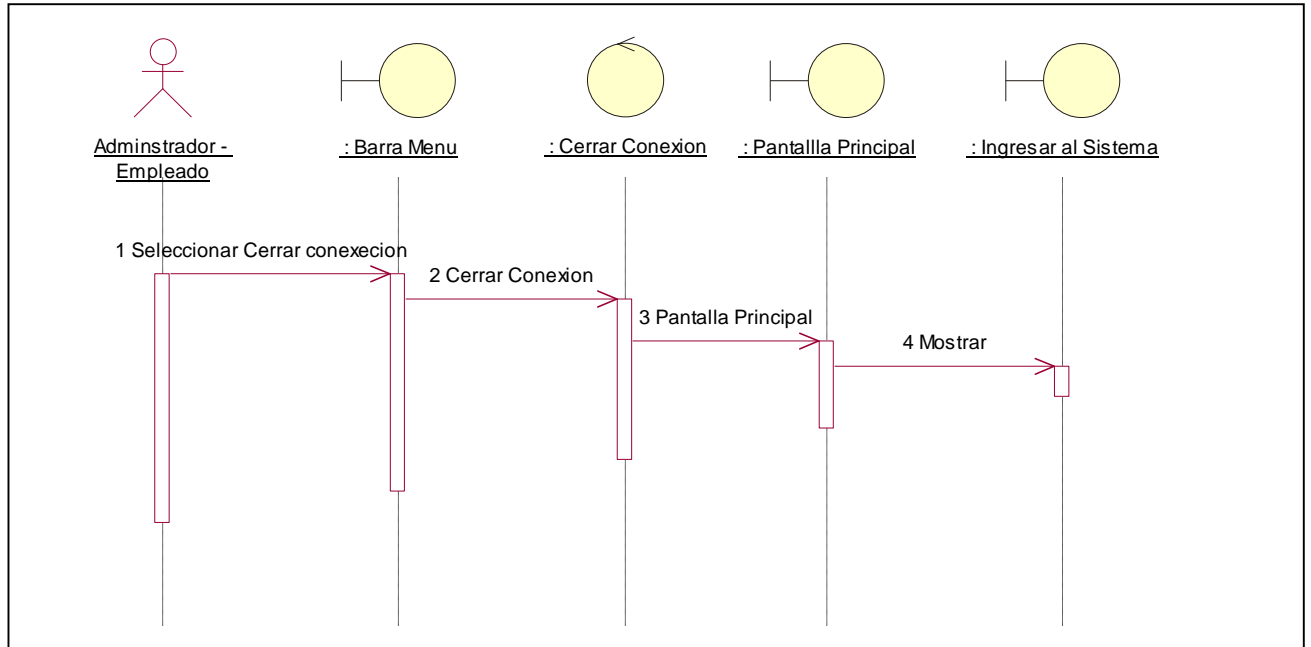 Adminstrador -
Empleado
: Barra Menu
: Cerrar Conexion
: Pantallla Principal
: Ingresar al Sistema
1 Seleccionar Cerrar conexecion
2 Cerrar Conexion
3 Pantalla Principal
4 Mostrar